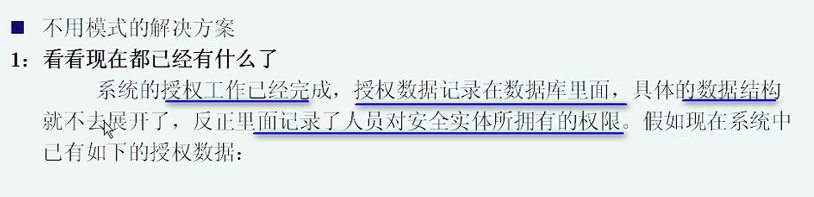 不用模式的解决方案
1：看看现在都已经有什么了
系统的授权工作已经完成，授权数据记录在数据库里面，具体的数据结构
就不去展开了，反正里面记录了人员对安全实体所拥有的权限。假如现在系统中
已有如下的授权数据：